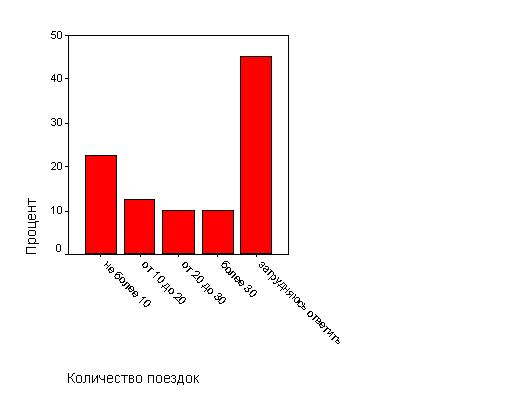 50
40
30
20
10
0
Процент
не более 10
от 10 до 20
от 20 до 30
более 30
затрудняюсь ответить
Количество поездок